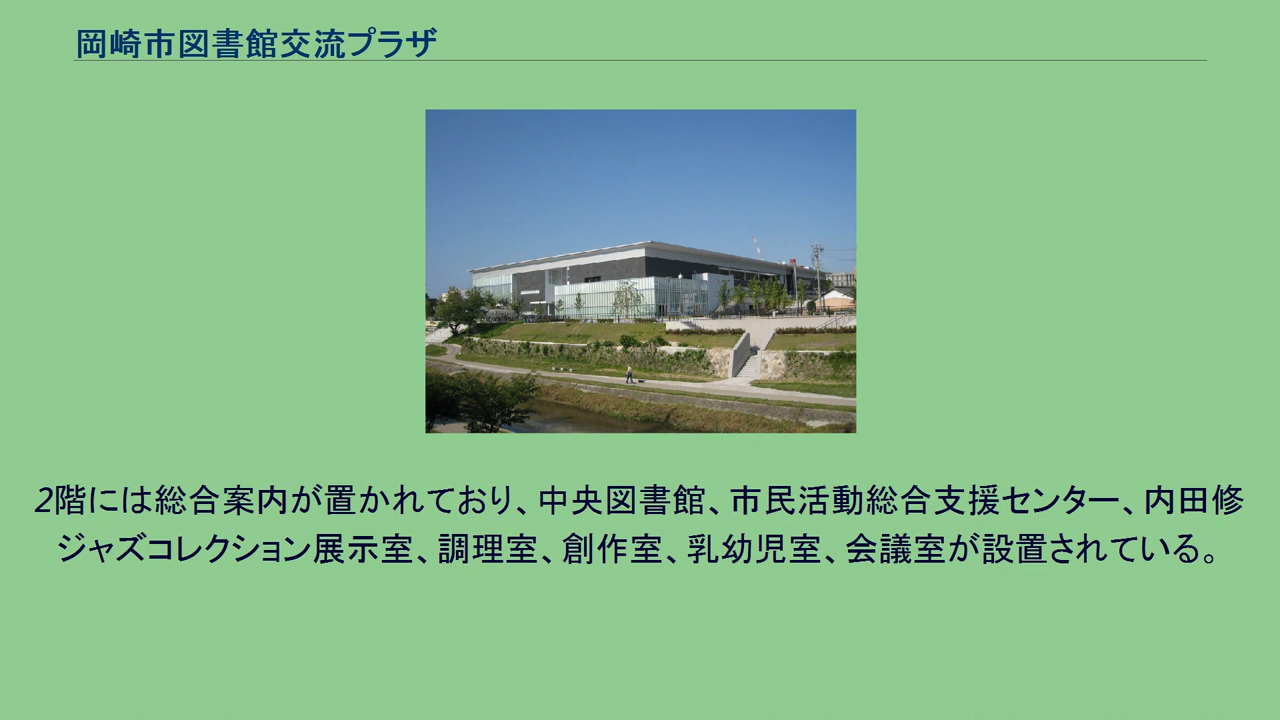 岡崎市図書館交流プラザ
2階には総合案内が置かれており、中央図書館、市民活動総合支援センター、内田修
ジャズコレクション展示室、調理室、創作室、乳幼児室、会議室が設置されている。